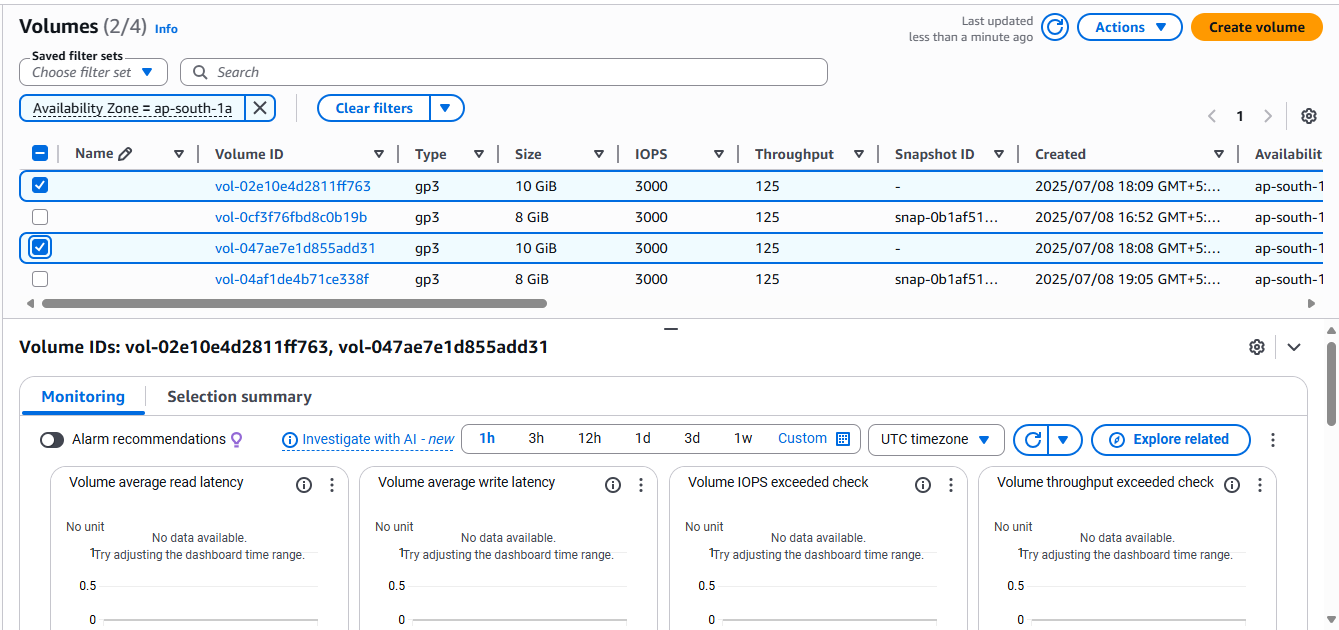 Volumes (2/4) Info
Last updated
less than a minute ago
Actions
Create volume
Saved filter sets
Choose filter set
Search
Availability Zone = ap-south-1a
Clear filters
1
Name Volume ID Type Size IOPS Throughput Snapshot ID Created Availabilit
vol-02e10e4d2811ff763 gp3 10 GiB 3000 125 - 2025/07/08 18:09 GMT+5:... ap-south-1
vol-0cf3f76fbd8c0b19b gp3 8 GiB 3000 125 snap-0b1af51... 2025/07/08 16:52 GMT+5:... ap-south-1
vol-047ae7e1d855add31 gp3 10 GiB 3000 125 - 2025/07/08 18:08 GMT+5:... ap-south-1
vol-04af1de4b71ce338f gp3 8 GiB 3000 125 snap-0b1af51... 2025/07/08 19:05 GMT+5:... ap-south-1
Volume IDs: vol-02e10e4d2811ff763, vol-047ae7e1d855add31
Monitoring Selection summary
Alarm recommendations Investigate with AI - new 1h 3h 12h 1d 3d 1w Custom UTC timezone Explore related
Volume average read latency
No unit
No data available.
Try adjusting the dashboard time range.
1
0.5
0
Volume average write latency
No unit
No data available.
Try adjusting the dashboard time range.
1
0.5
0
Volume IOPS exceeded check
No unit
No data available.
Try adjusting the dashboard time range.
1
0.5
0
Volume throughput exceeded check
No unit
No data available.
Try adjusting the dashboard time range.
1
0.5
0